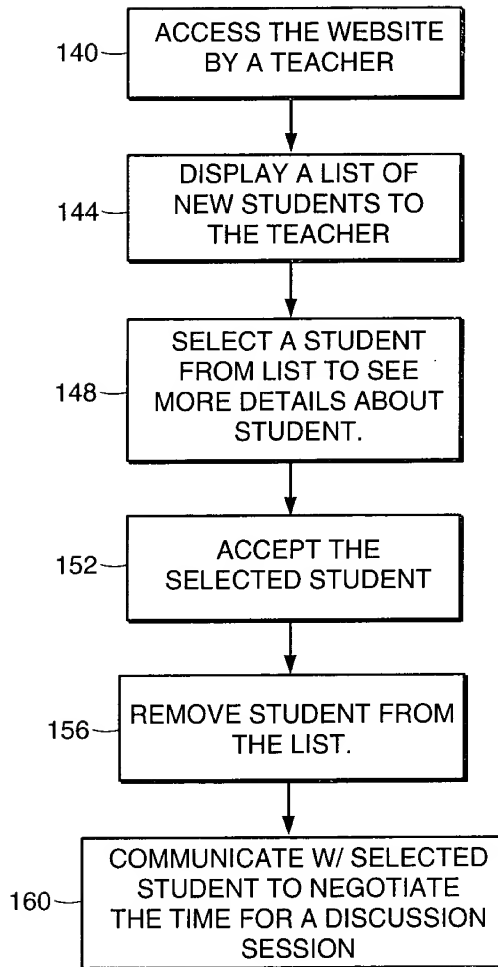 140
ACCESS THE WEBSITE
BY A TEACHER
144
DISPLAY A LIST OF
NEW STUDENTS TO
THE TEACHER
148
SELECT A STUDENT
FROM LIST TO SEE
MORE DETAILS ABOUT
STUDENT.
152
ACCEPT THE
SELECTED STUDENT
156
REMOVE STUDENT FROM
THE LIST.
160
COMMUNICATE W/ SELECTED
STUDENT TO NEGOTIATE
THE TIME FOR A DISCUSSION
SESSION